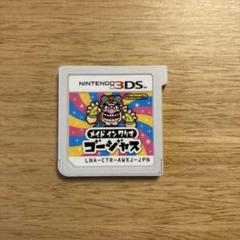 NINTENDO 3DS
メイド イン ワリオ
ゴージャス
LNA-CTR-AWXJ-JPN